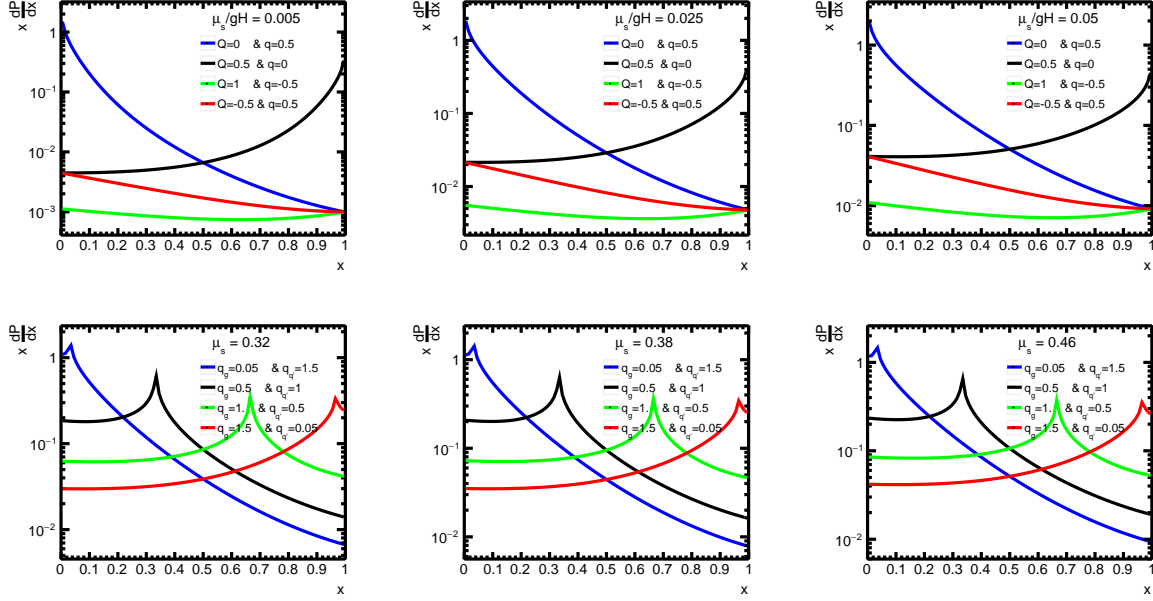 x dP/dx
μs/gH = 0.005
Q=0 & q=0.5
Q=0.5 & q=0
Q=1 & q=-0.5
Q=-0.5 & q=0.5
1
10⁻¹
10⁻²
10⁻³
0 0.1 0.2 0.3 0.4 0.5 0.6 0.7 0.8 0.9 1
x
x dP/dx
μs/gH = 0.025
Q=0 & q=0.5
Q=0.5 & q=0
Q=1 & q=-0.5
Q=-0.5 & q=0.5
1
10⁻¹
10⁻²
0 0.1 0.2 0.3 0.4 0.5 0.6 0.7 0.8 0.9 1
x
x dP/dx
μs/gH = 0.05
Q=0 & q=0.5
Q=0.5 & q=0
Q=1 & q=-0.5
Q=-0.5 & q=0.5
1
10⁻¹
10⁻²
0 0.1 0.2 0.3 0.4 0.5 0.6 0.7 0.8 0.9 1
x
x dP/dx
μs = 0.32
qg=0.05 & qq=1.5
qg=0.5 & qq=1
qg=1. & qq=0.5
qg=1.5 & qq=0.05
1
10⁻¹
10⁻²
0 0.1 0.2 0.3 0.4 0.5 0.6 0.7 0.8 0.9 1
x
x dP/dx
μs = 0.38
qg=0.05 & qq=1.5
qg=0.5 & qq=1
qg=1. & qq=0.5
qg=1.5 & qq=0.05
1
10⁻¹
10⁻²
0 0.1 0.2 0.3 0.4 0.5 0.6 0.7 0.8 0.9 1
x
x dP/dx
μs = 0.46
qg=0.05 & qq=1.5
qg=0.5 & qq=1
qg=1. & qq=0.5
qg=1.5 & qq=0.05
1
10⁻¹
10⁻²
0 0.1 0.2 0.3 0.4 0.5 0.6 0.7 0.8 0.9 1
x